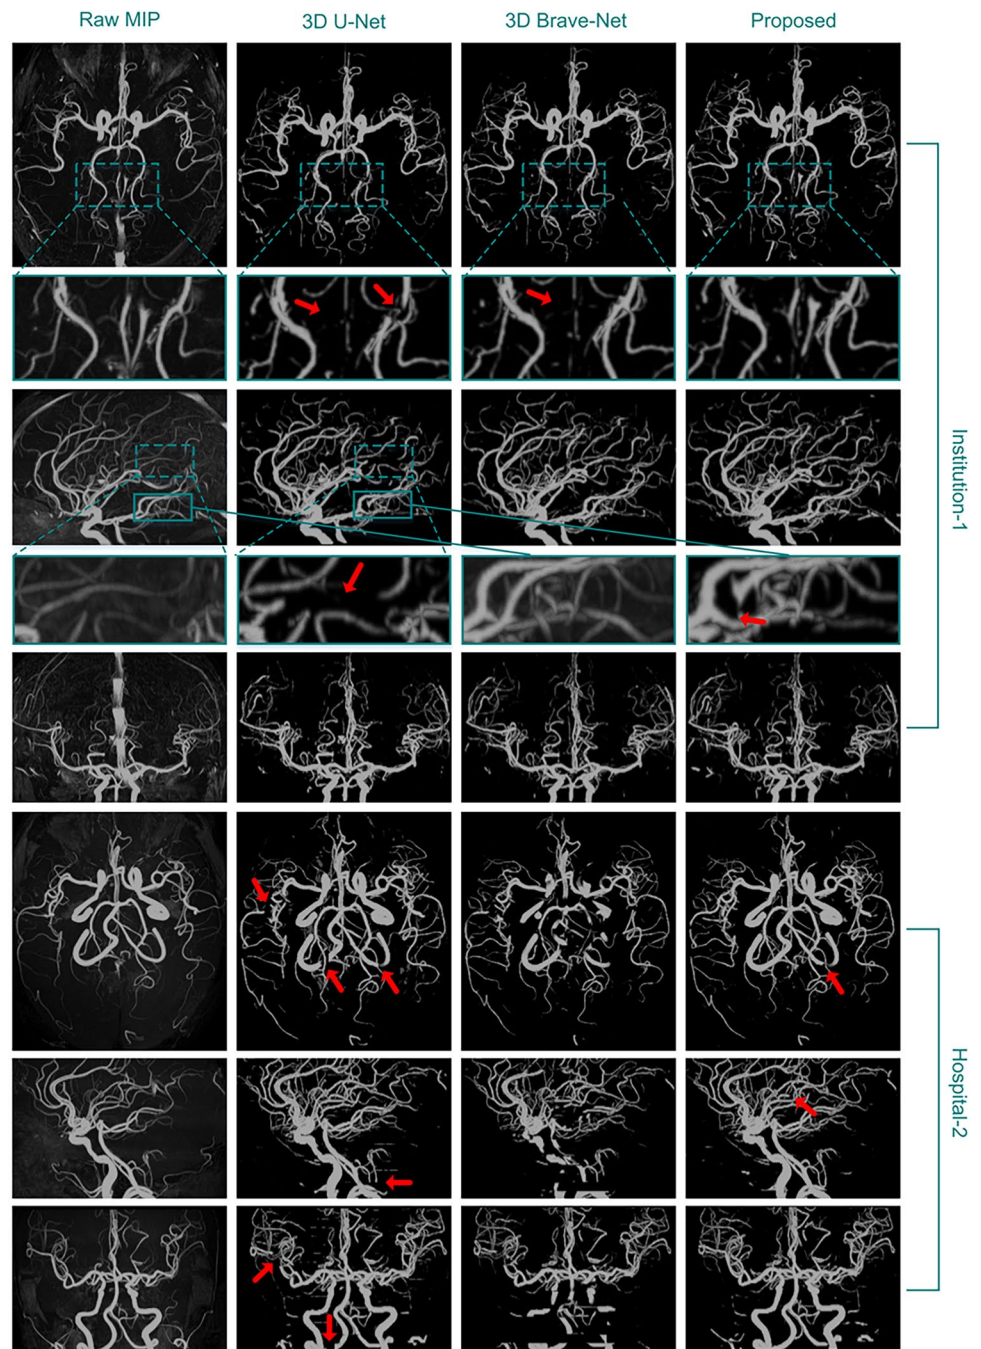 Raw MIP
3D U-Net
3D Brave-Net
Proposed
Institution-1
Hospital-2